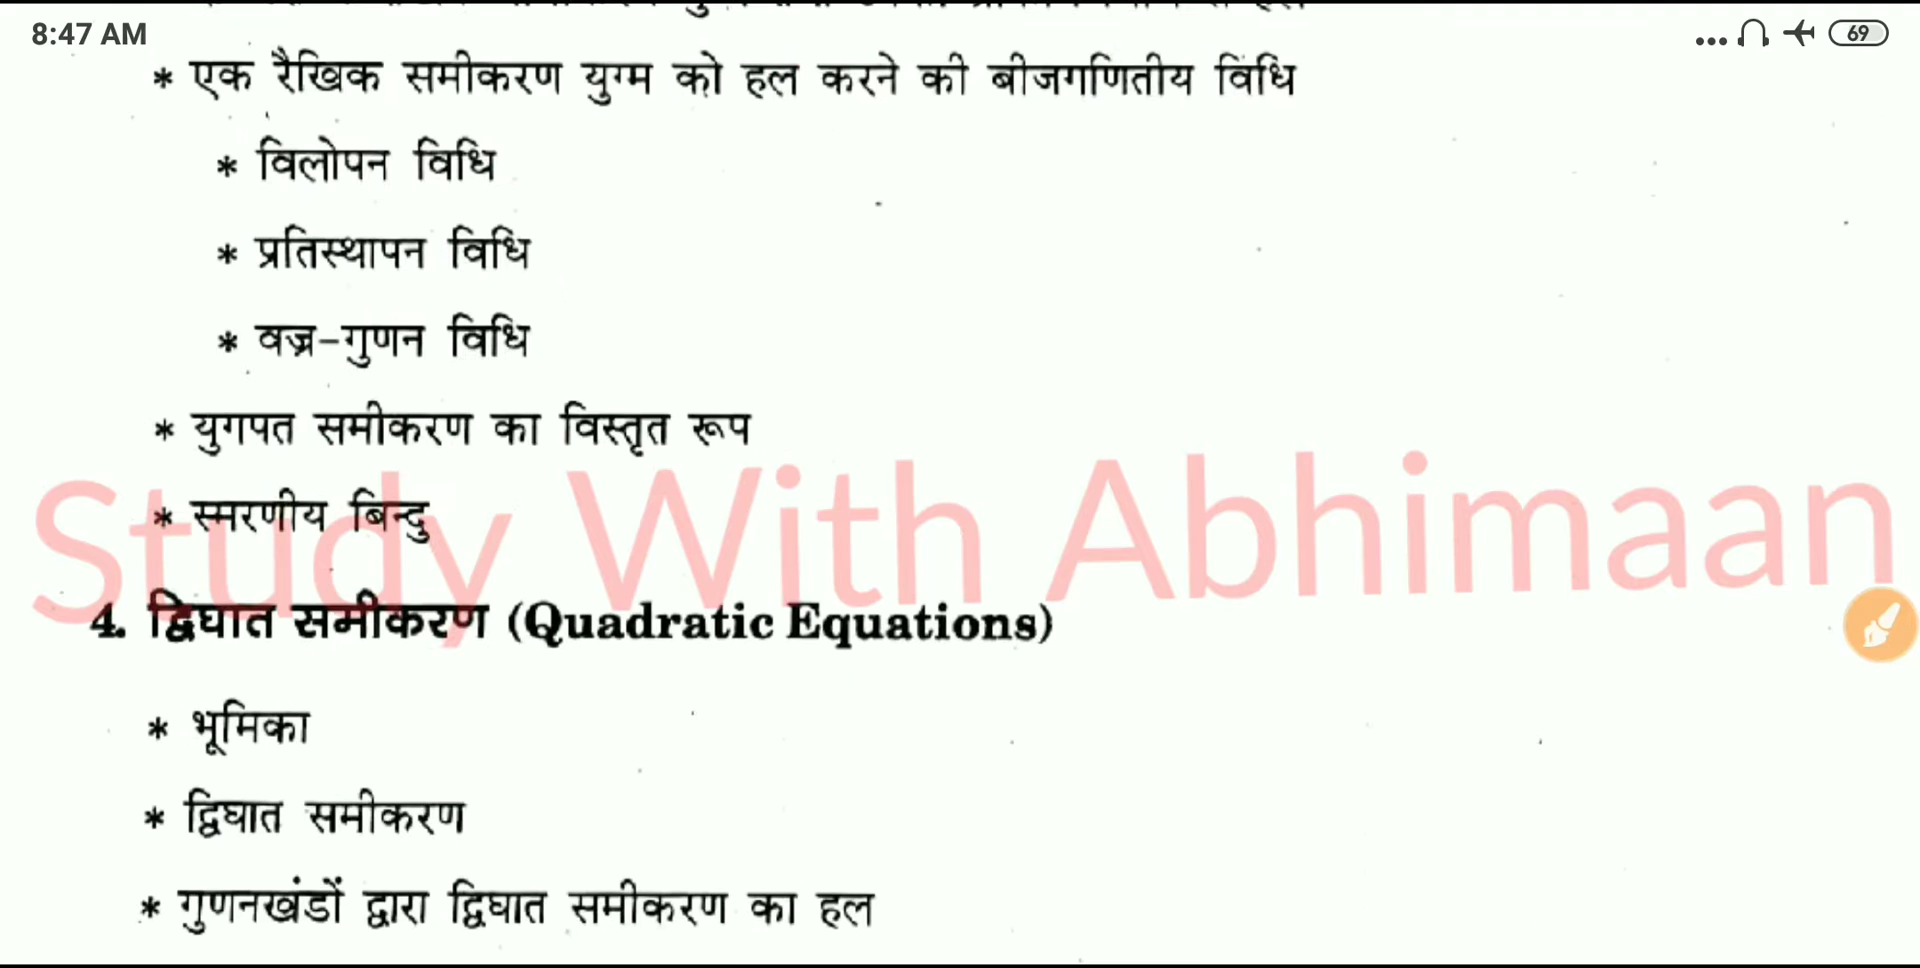 8:47 AM
69
* एक रैखिक समीकरण युग्म को हल करने की बीजगणितीय विधि
* विलोपन विधि
* प्रतिस्थापन विधि
* वज्र-गुणन विधि
* युगपत समीकरण का विस्तृत रूप
* स्मरणीय बिन्दु
Study With Abhimaan
4. द्विघात समीकरण (Quadratic Equations)
* भूमिका
* द्विघात समीकरण
* गुणनखंडों द्वारा द्विघात समीकरण का हल